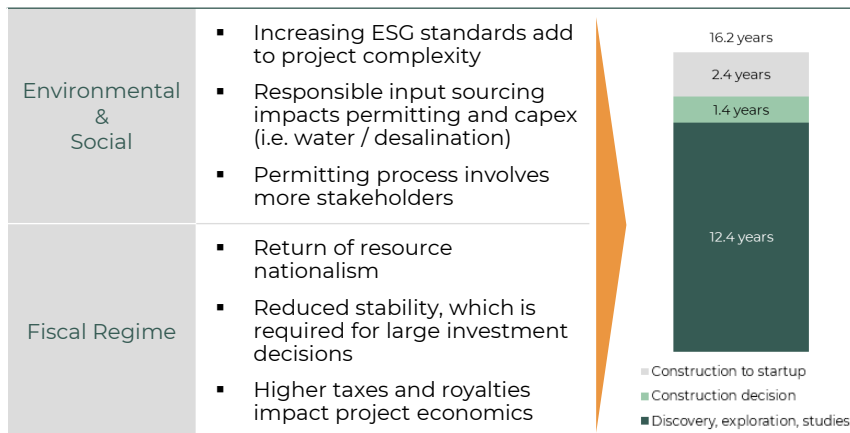 Environmental
&
Social
▪ Increasing ESG standards add
to project complexity
▪ Responsible input sourcing
impacts permitting and capex
(i.e. water / desalination)
▪ Permitting process involves
more stakeholders
Fiscal Regime
▪ Return of resource
nationalism
▪ Reduced stability, which is
required for large investment
decisions
▪ Higher taxes and royalties
impact project economics
16.2 years
2.4 years
1.4 years
12.4 years
Construction to startup
Construction decision
Discovery, exploration, studies